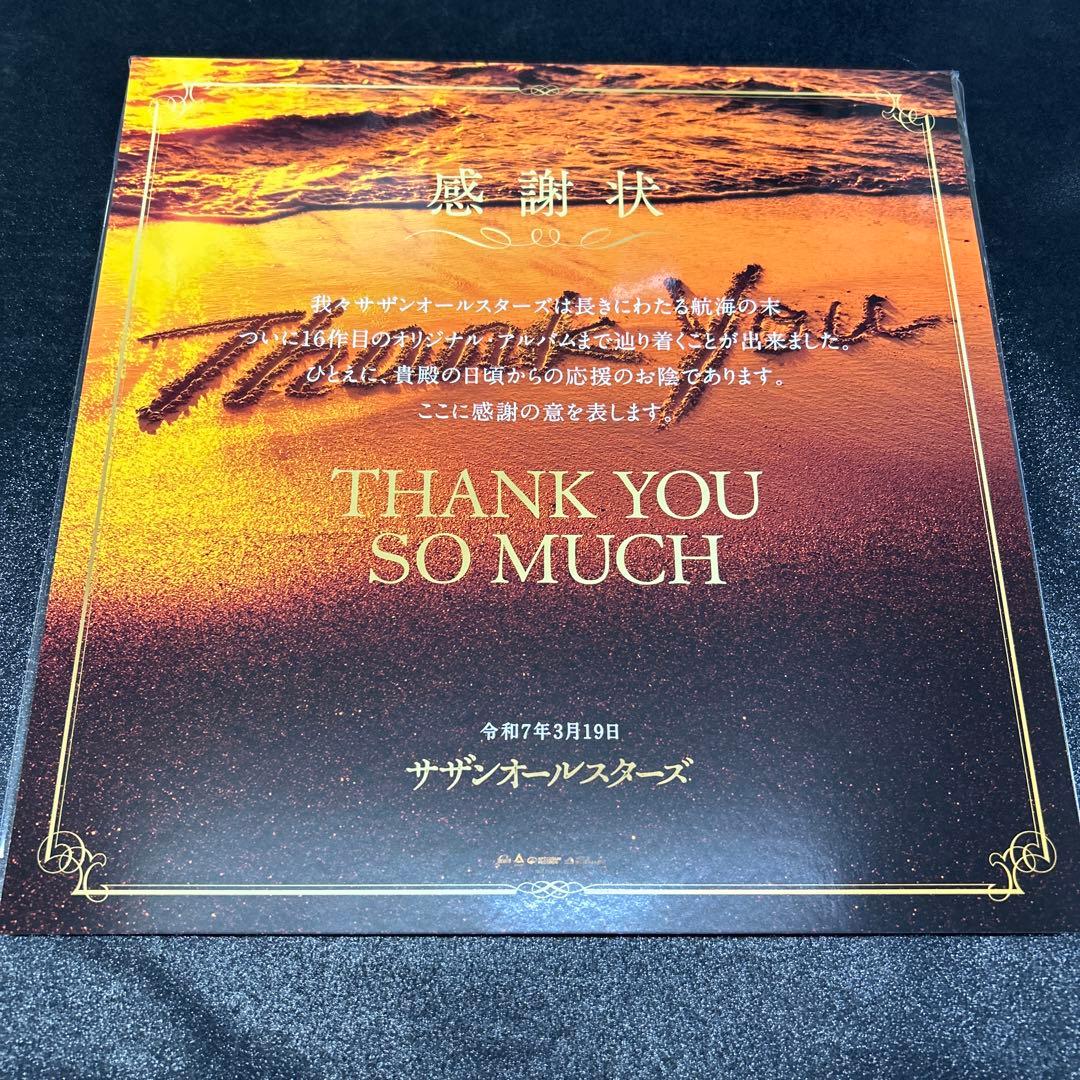 感謝状
我々サザンオールスターズは長きにわたる航海の末
ついに16作目のオリジナル・アルバムまで辿り着くことが出来ました。
ひとえに、貴殿の日頃からの応援のお陰であります。
ここに感謝の意を表します。
Thank You
THANK YOU
SO MUCH
令和7年3月19日
サザンオールスターズ